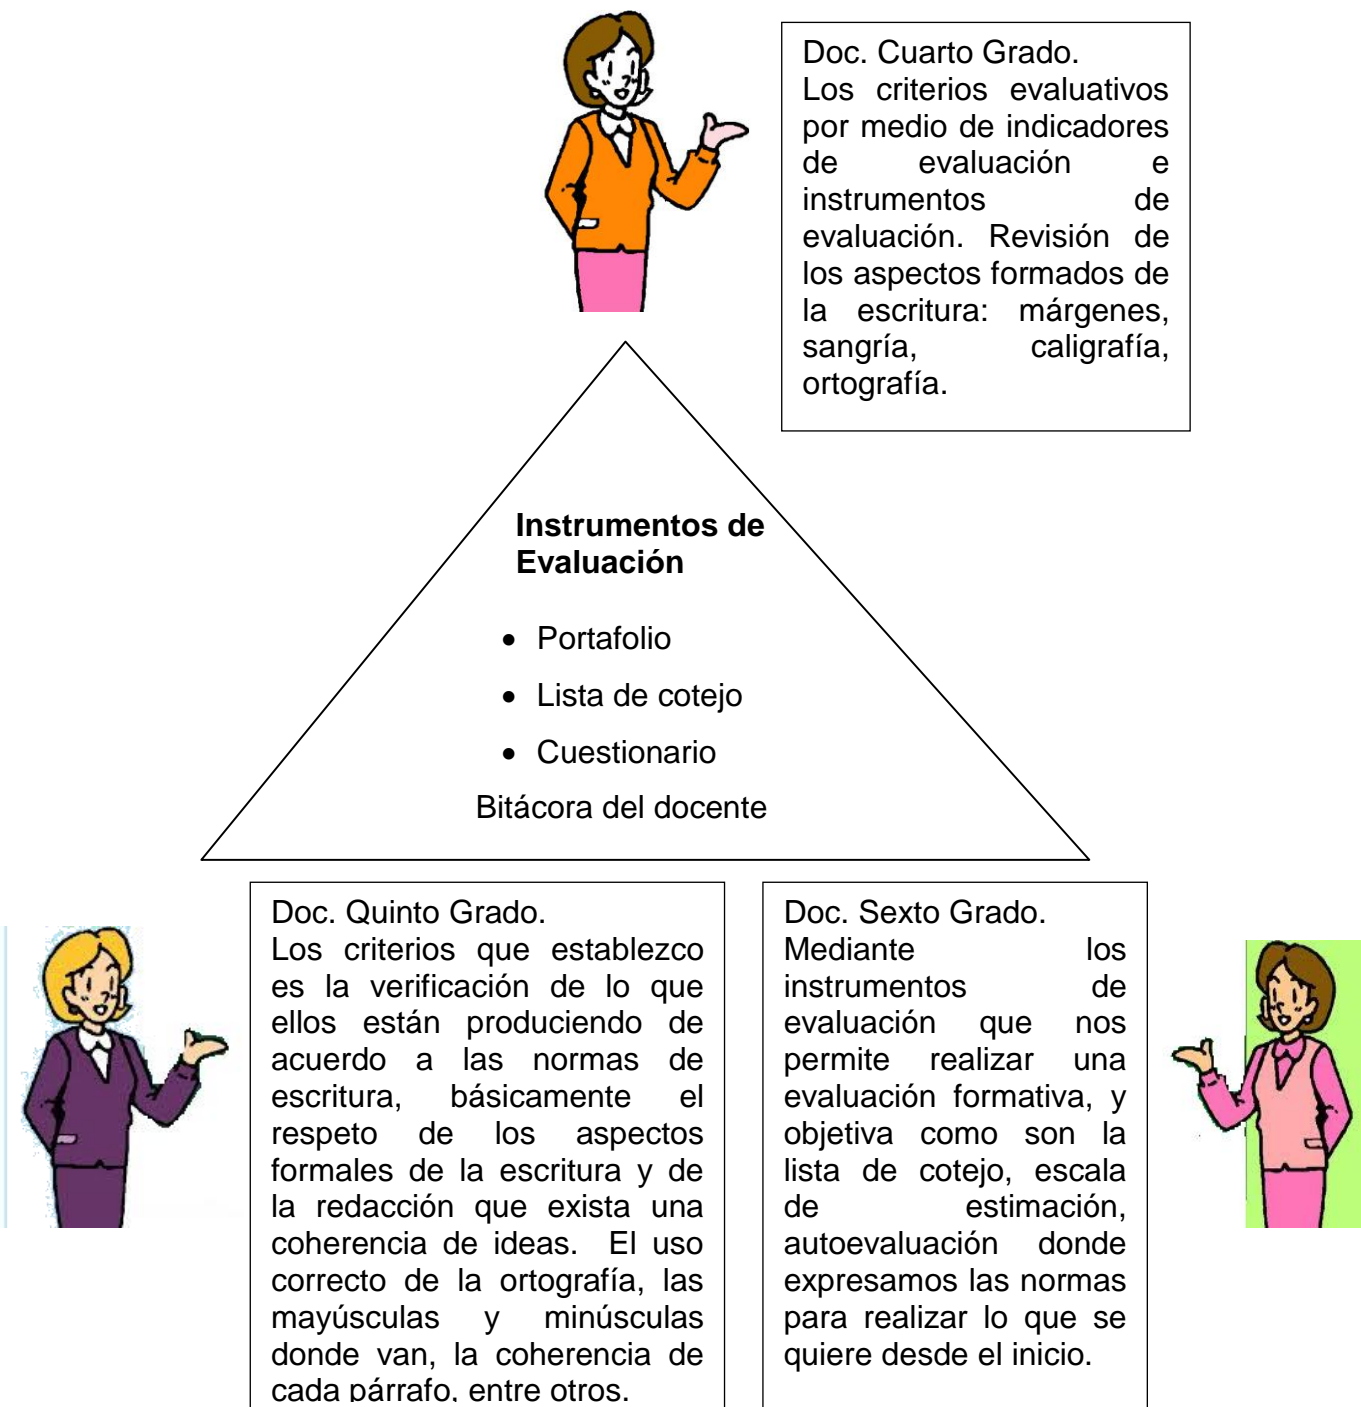 Doc. Cuarto Grado.
Los criterios evaluativos
por medio de indicadores
de evaluación e
instrumentos de
evaluación. Revisión de
los aspectos formados de
la escritura: márgenes,
sangría, caligrafía,
ortografía.
Instrumentos de
Evaluación
• Portafolio
• Lista de cotejo
• Cuestionario
Bitácora del docente
Doc. Quinto Grado.
Los criterios que establezco
es la verificación de lo que
ellos están produciendo de
acuerdo a las normas de
escritura, básicamente el
respeto de los aspectos
formales de la escritura y de
la redacción que exista una
coherencia de ideas. El uso
correcto de la ortografía, las
mayúsculas y minúsculas
donde van, la coherencia de
cada párrafo, entre otros.
Doc. Sexto Grado.
Mediante los
instrumentos de
evaluación que nos
permite realizar una
evaluación formativa, y
objetiva como son la
lista de cotejo, escala
de estimación,
autoevaluación donde
expresamos las normas
para realizar lo que se
quiere desde el inicio.